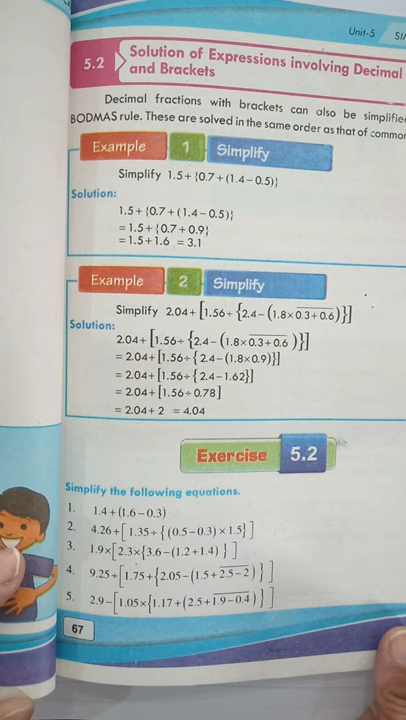 Unit-5
5.2 Solution of Expressions involving Decimal
and Brackets
Decimal fractions with brackets can also be
BODMAS rule. These are solved in the same order as that of
Example 1 Simplify
Simplify 1.5+{0.7+(1.4−0.5)}
Solution:
1.5+{0.7+(1.4−0.5)}
=1.5+{0.7+0.9}
=1.5+1.6 =3.1
Example 2 Simplify
Simplify 2.04+[1.56÷{2.4−(1.8×0.3+0.6)}]
Solution:
2.04+[1.56÷{2.4−(1.8×0.3+0.6)}]
=2.04+[1.56÷{2.4−(1.8×0.9)}]
=2.04+[1.56÷{2.4−1.62}]
=2.04+[1.56÷0.78]
=2.04+2 =4.04
Exercise 5.2
Simplify the following equations.
1. 1.4+(1.6−0.3)
2. 4.26+[1.35÷{(0.5−0.3)×1.5}]
3. 1.9×[2.3×{3.6−(1.2+1.4)}]
4. 9.25÷[1.75+{2.05−(1.5+2.5−2)}]
5. 2.9−[1.05×{1.17+(2.5+1.9−0.4)}]
67